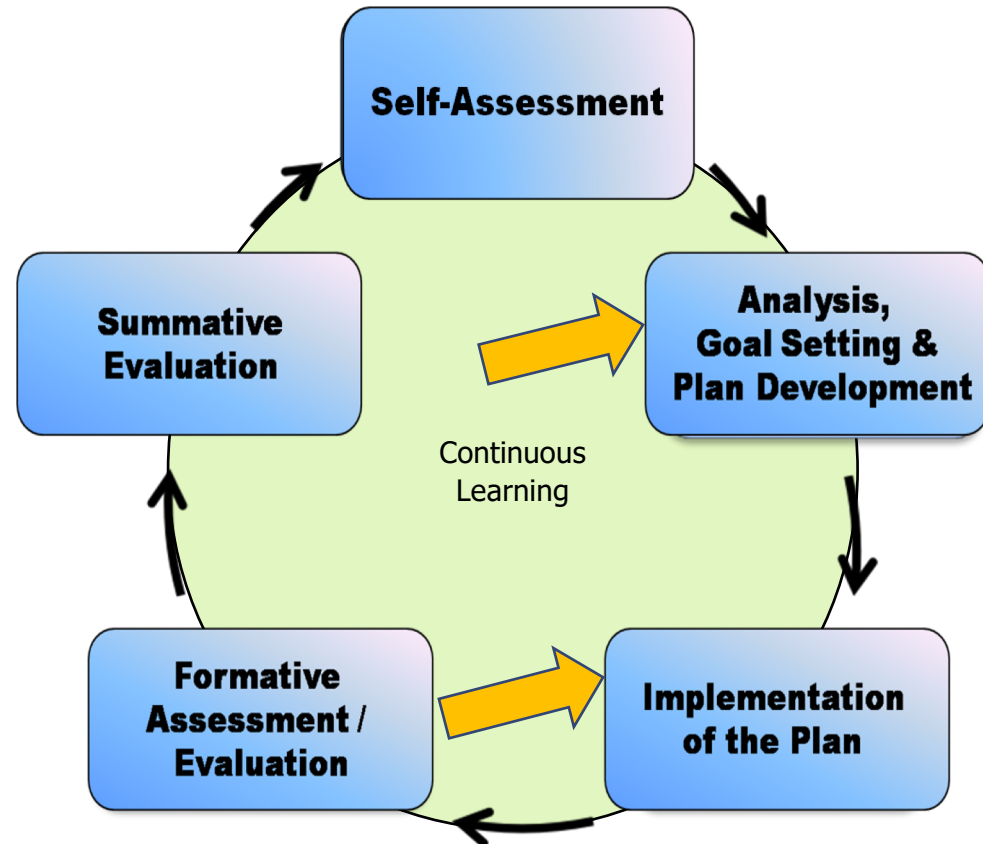 Self-Assessment
Analysis,
Goal Setting &
Plan Development
Implementation
of the Plan
Formative
Assessment /
Evaluation
Summative
Evaluation
Continuous
Learning